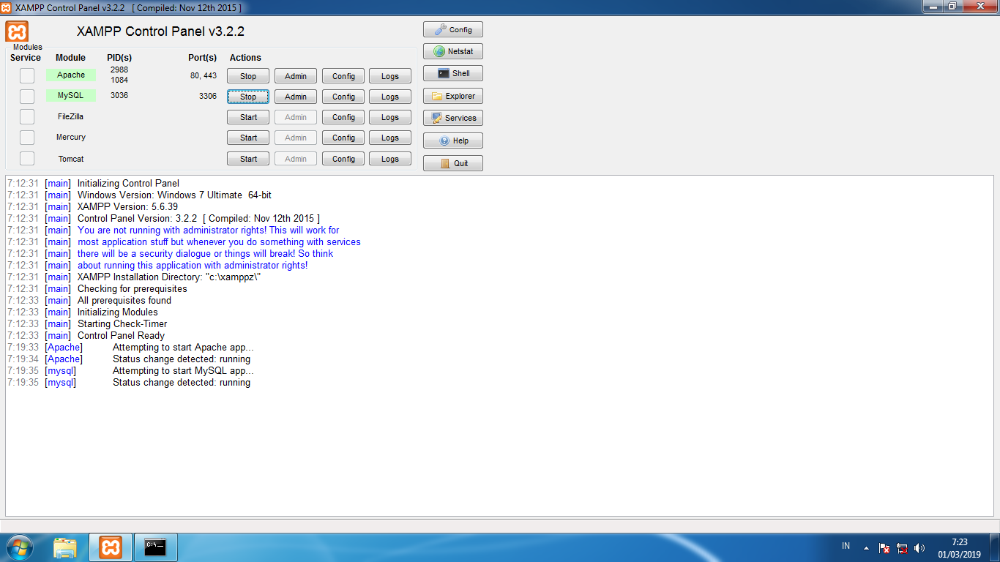 XAMPP Control Panel v3.2.2 [ Compiled: Nov 12th 2015 ]
XAMPP Control Panel v3.2.2
Config
Netstat
Shell
Explorer
Services
Help
Quit
Modules
Service Module PID(s) Port(s) Actions
Apache 2988 1084 80, 443 Stop Admin Config Logs
MySQL 3036 3306 Stop Admin Config Logs
FileZilla Start Admin Config Logs
Mercury Start Admin Config Logs
Tomcat Start Admin Config Logs
7:12:31 [main] Initializing Control Panel
7:12:31 [main] Windows Version: Windows 7 Ultimate 64-bit
7:12:31 [main] XAMPP Version: 5.6.39
7:12:31 [main] Control Panel Version: 3.2.2 [ Compiled: Nov 12th 2015 ]
7:12:31 [main] You are not running with administrator rights! This will work for
7:12:31 [main] most application stuff but whenever you do something with services
7:12:31 [main] there will be a security dialogue or things will break! So think
7:12:31 [main] about running this application with administrator rights!
7:12:31 [main] XAMPP Installation Directory: "c:\xamppz\"
7:12:31 [main] Checking for prerequisites
7:12:33 [main] All prerequisites found
7:12:33 [main] Initializing Modules
7:12:33 [main] Starting Check-Timer
7:12:33 [main] Control Panel Ready
7:19:33 [Apache] Attempting to start Apache app...
7:19:34 [Apache] Status change detected: running
7:19:35 [mysql] Attempting to start MySQL app...
7:19:35 [mysql] Status change detected: running
C:\_
IN
7:23
01/03/2019